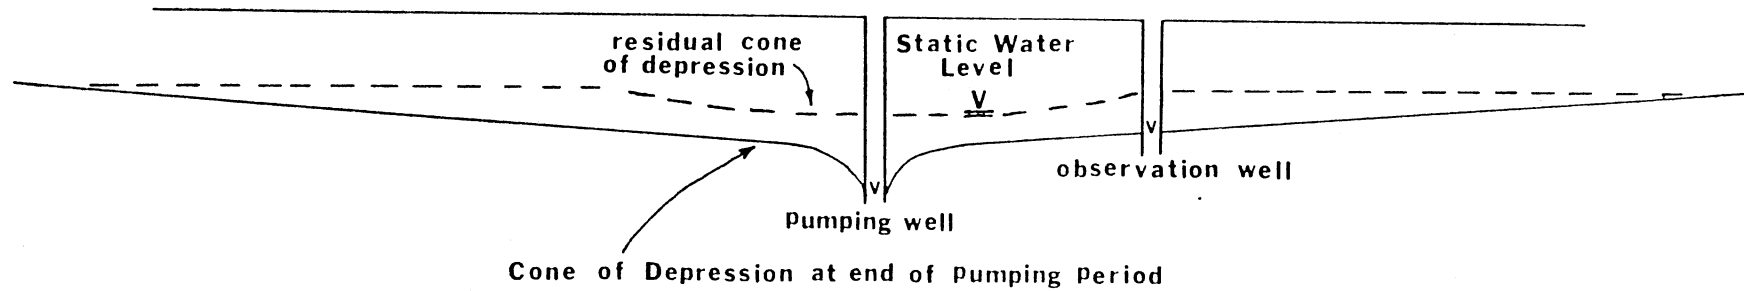 residual cone
of depression
Static Water
Level
V
V
observation well
V
pumping well
Cone of Depression at end of Pumping Period